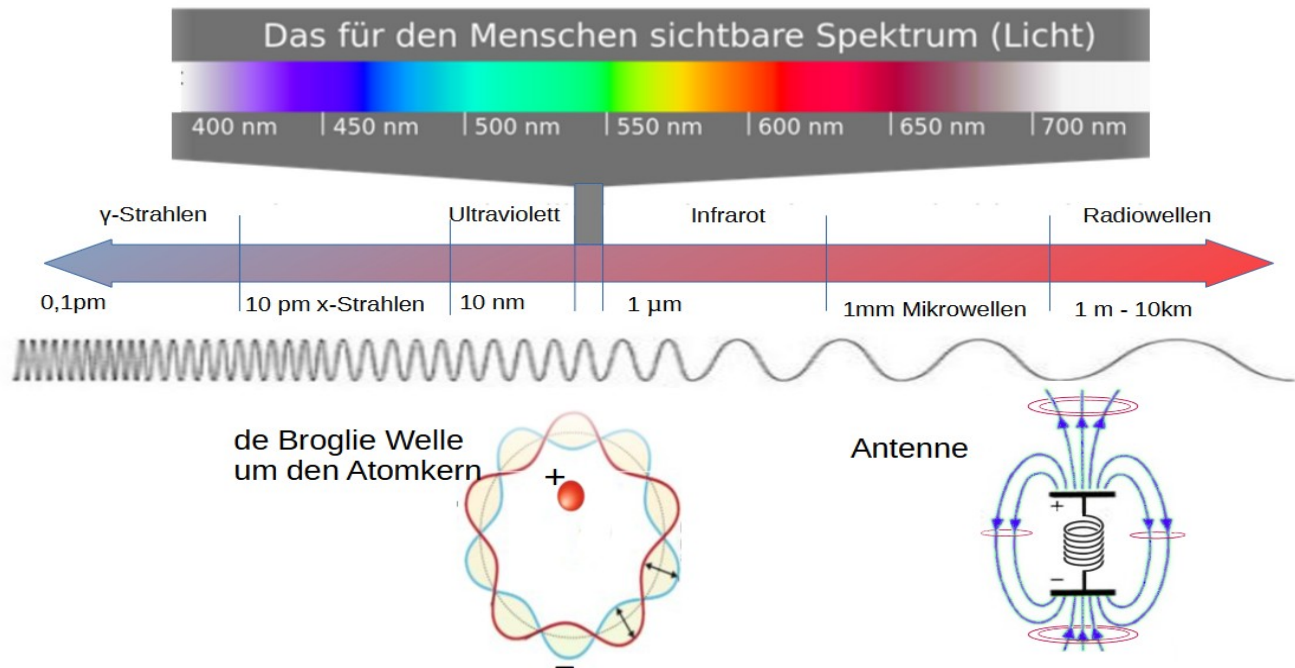 Das für den Menschen sichtbare Spektrum (Licht)
400 nm 450 nm 500 nm 550 nm 600 nm 650 nm 700 nm
γ-Strahlen Ultraviolett Infrarot Radiowellen
0,1pm 10 pm x-Strahlen 10 nm 1 µm 1mm Mikrowellen 1 m - 10km
de Broglie Welle
um den Atomkern
+
−
Antenne
+
−